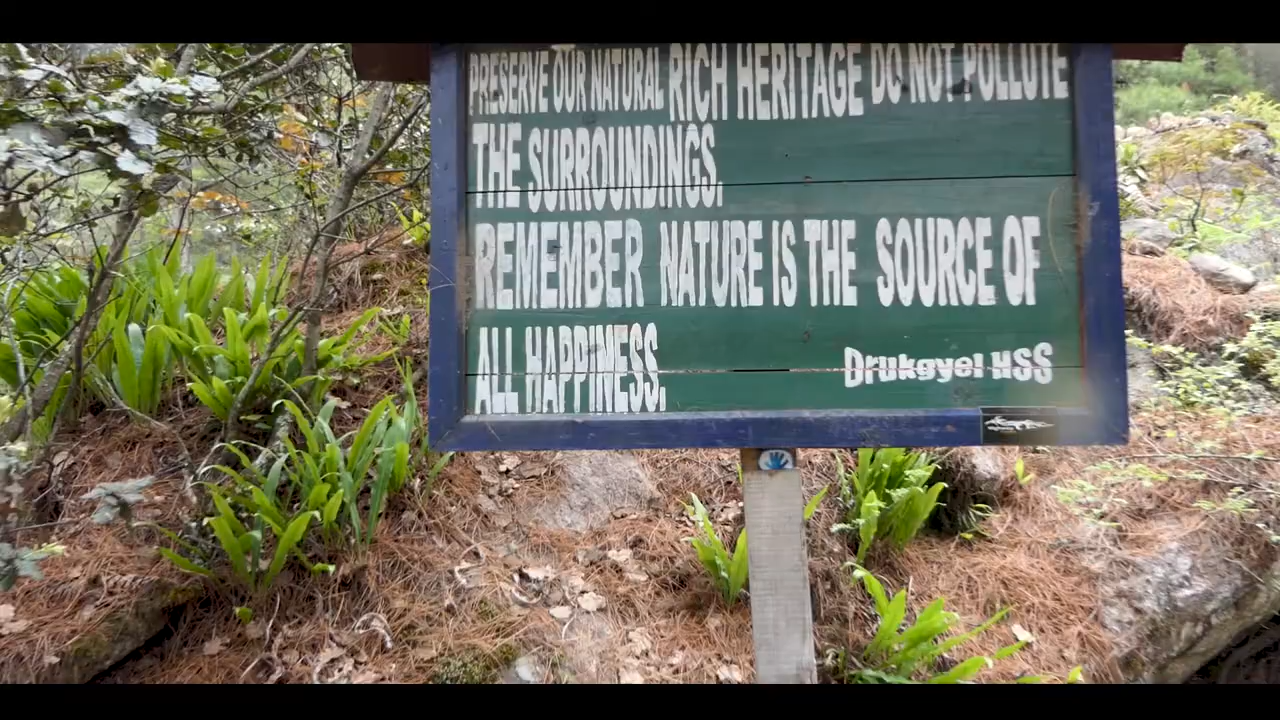 PRESERVE OUR NATURAL RICH HERITAGE DO NOT POLLUTE
THE SURROUNDINGS.
REMEMBER NATURE IS THE SOURCE OF
ALL HAPPINESS.
Drukgyel HSS